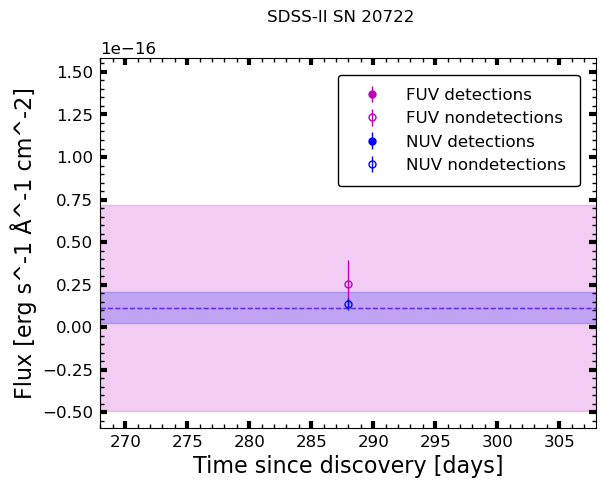 SDSS-II SN 20722
1e−16
1.50
1.25
1.00
0.75
0.50
0.25
0.00
−0.25
−0.50
Flux [erg s^-1 Å^-1 cm^-2]
FUV detections
FUV nondetections
NUV detections
NUV nondetections
270 275 280 285 290 295 300 305
Time since discovery [days]